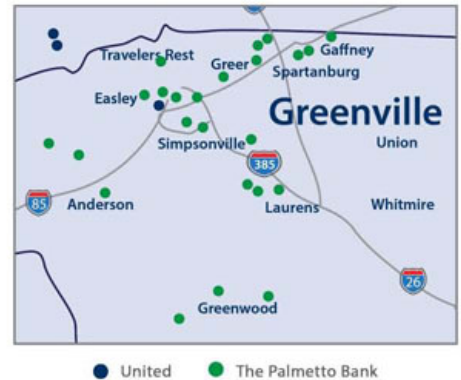 Travelers Rest
Gaffney
Greer
Spartanburg
Easley
Greenville
Simpsonville
Union
385
85
Anderson
Laurens
Whitmire
26
Greenwood
United
The Palmetto Bank